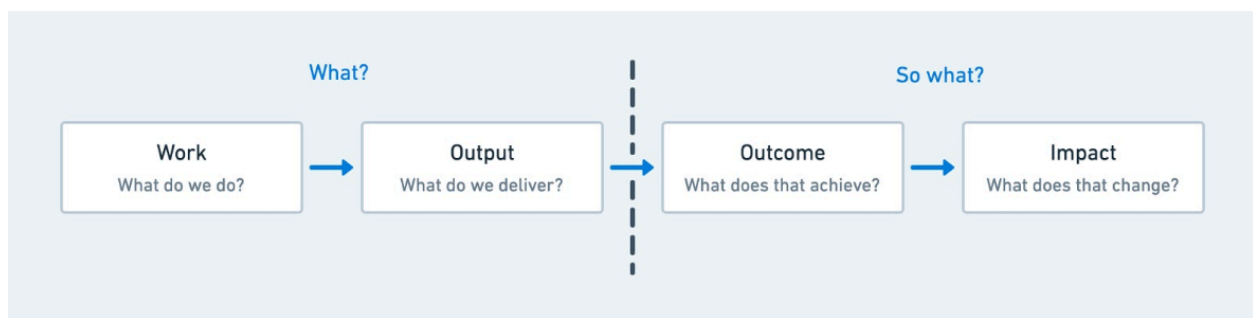 What?
So what?
Work
What do we do?
Output
What do we deliver?
Outcome
What does that achieve?
Impact
What does that change?